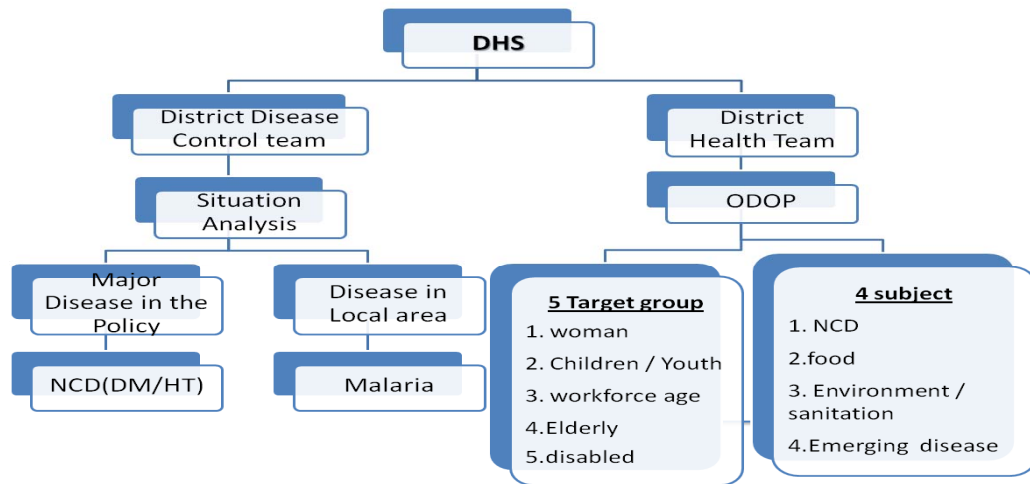 DHS
District Disease
Control team
District
Health Team
Situation
Analysis
ODOP
Major
Disease in the
Policy
Disease in
Local area
NCD(DM/HT)
Malaria
5 Target group
1. woman
2. Children / Youth
3. workforce age
4.Elderly
5.disabled
4 subject
1. NCD
2.food
3. Environment /
sanitation
4.Emerging disease